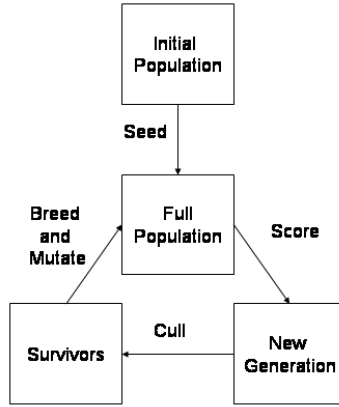 Initial
Population
Seed
Breed
and
Mutate
Full
Population
Score
Survivors
Cull
New
Generation